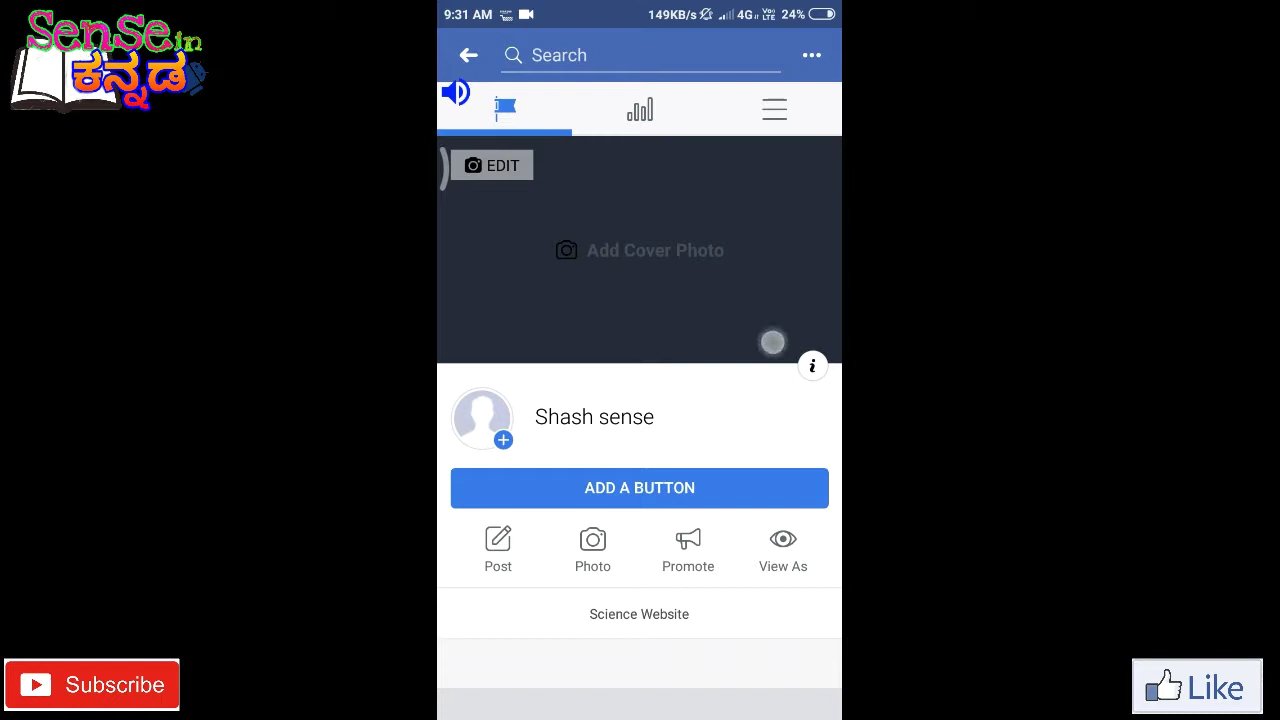 SenSe in
ಕನ್ನಡ
9:31 AM
149KB/s 4G VoLTE 24%
Search
EDIT
Add Cover Photo
i
Shash sense
ADD A BUTTON
Post Photo Promote View As
Science Website
Subscribe
Like